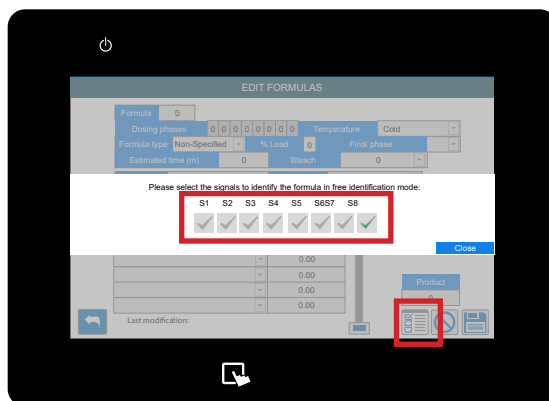 EDIT FORMULAS
Formula 0
Dosing phases 0 0 0 0 0 0 0 0 Temperature Cold
Formula type Non-Specified % Load 0 Final phase
Estimated time (m) 0 Bleach 0
Please select the signals to identify the formula in free identification mode:
S1 S2 S3 S4 S5 S6S7 S8
Close
0.00
0.00
0.00
0.00
Product
0
Last modification: